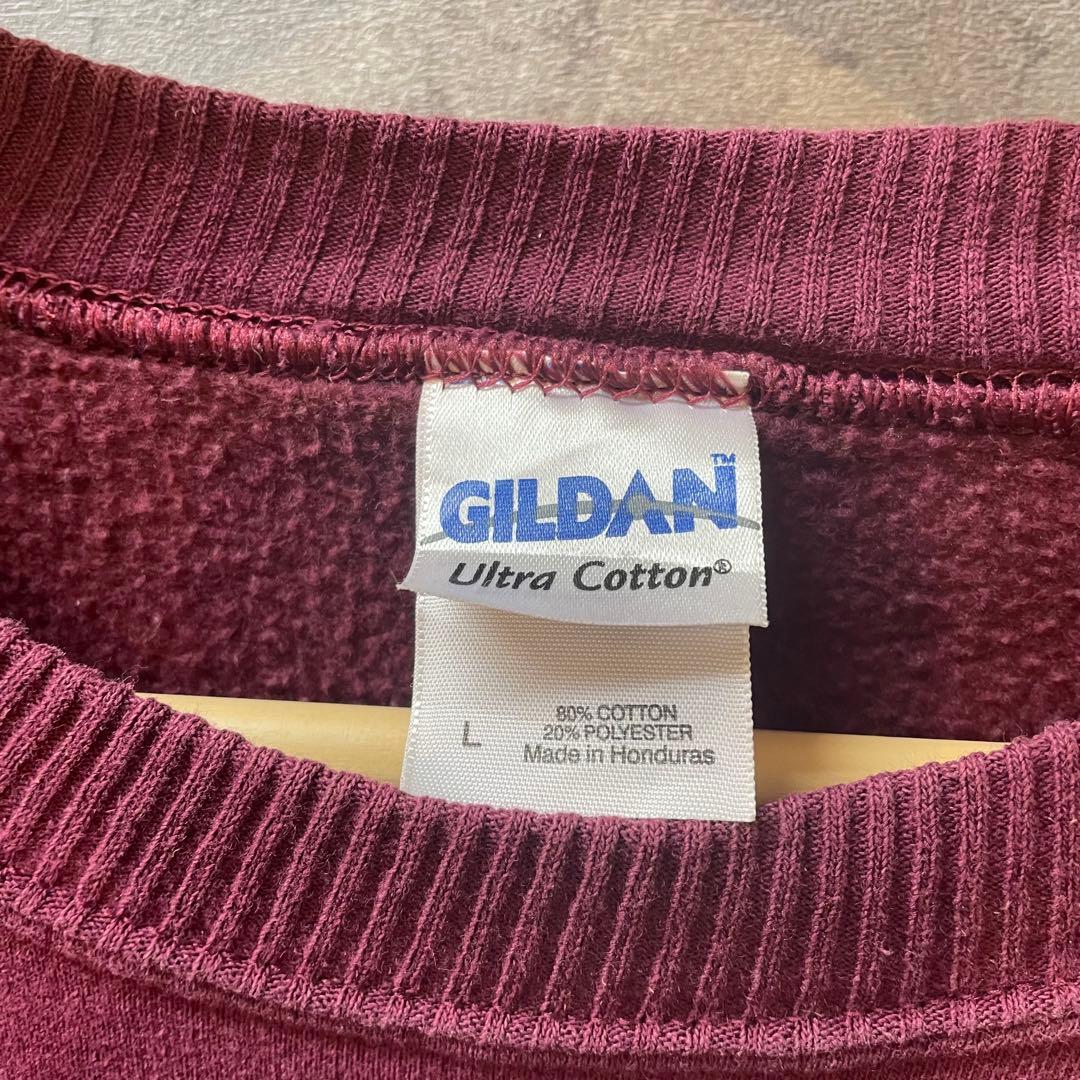 GILDAN™
Ultra Cotton®
L
80% COTTON
20% POLYESTER
Made in Honduras